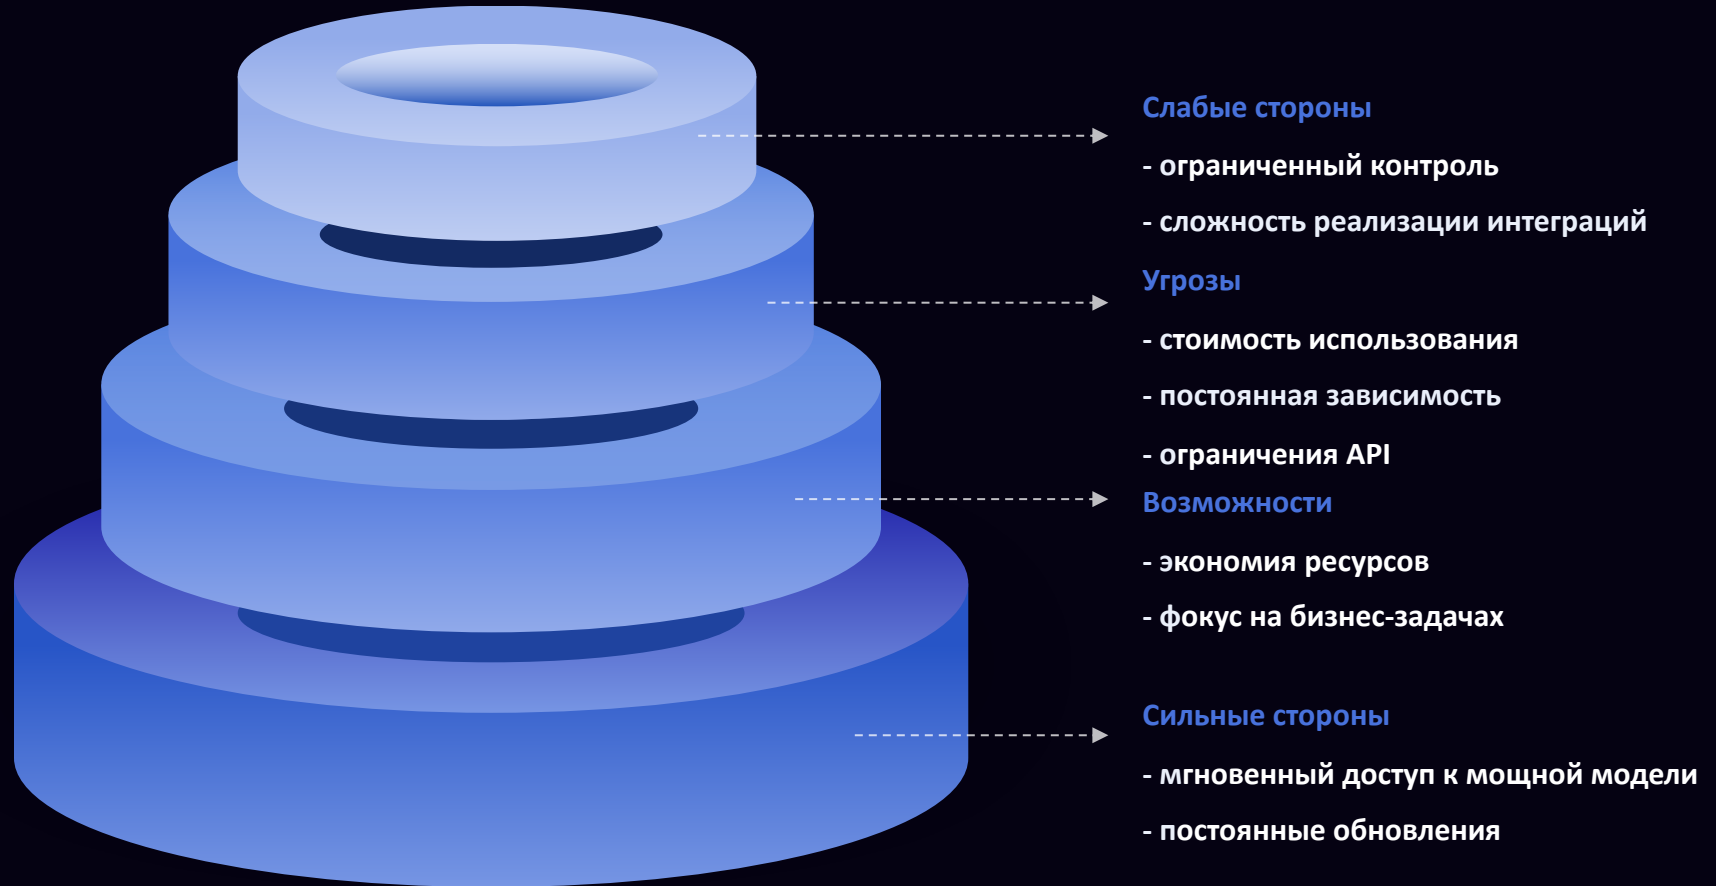 Слабые стороны
- ограниченный контроль
- сложность реализации интеграций
Угрозы
- стоимость использования
- постоянная зависимость
- ограничения API
Возможности
- экономия ресурсов
- фокус на бизнес-задачах
Сильные стороны
- мгновенный доступ к мощной модели
- постоянные обновления